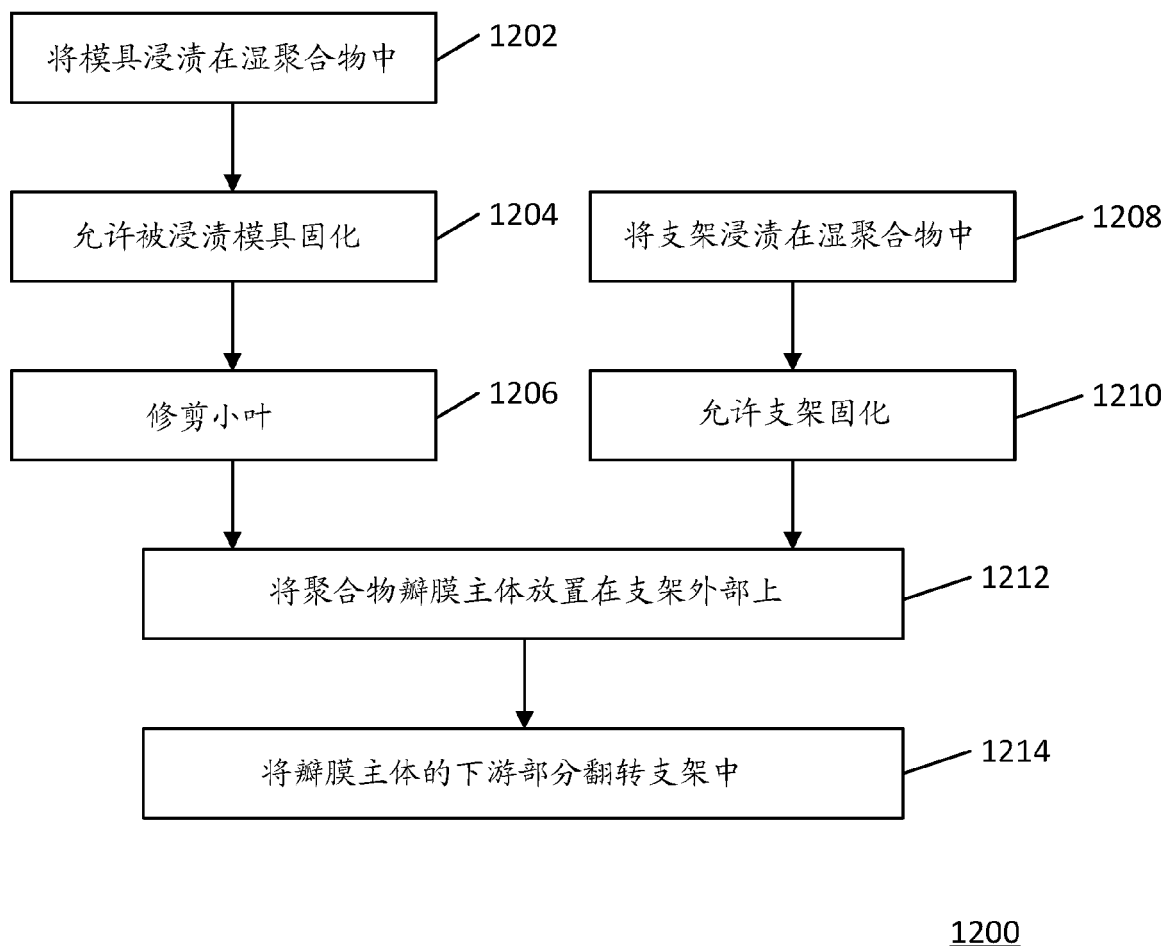 将模具浸渍在湿聚合物中
1202
允许被浸渍模具固化
1204
将支架浸渍在湿聚合物中
1208
修剪小叶
1206
允许支架固化
1210
将聚合物瓣膜主体放置在支架外部上
1212
将瓣膜主体的下游部分翻转支架中
1214
1200